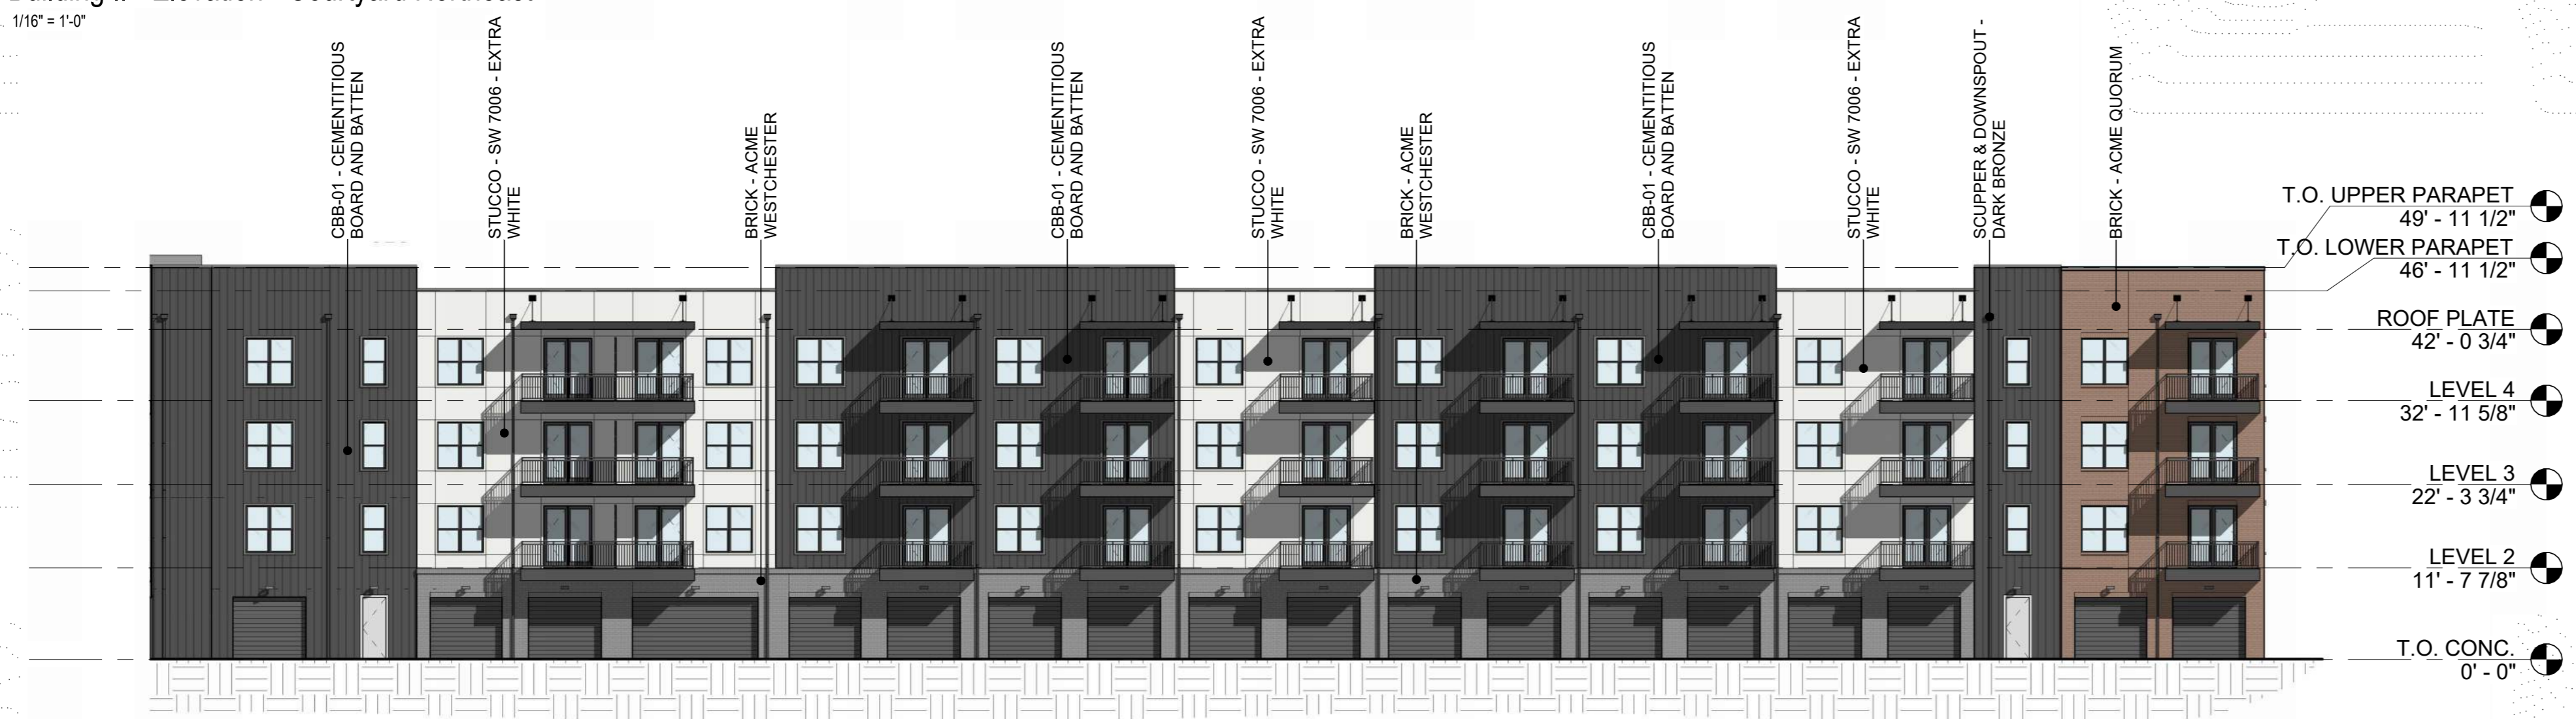 1/16" = 1'-0"
CBB-01 - CEMENTITIOUS
BOARD AND BATTEN
STUCCO - SW 7006 - EXTRA
WHITE
BRICK - ACME
WESTCHESTER
CBB-01 - CEMENTITIOUS
BOARD AND BATTEN
STUCCO - SW 7006 - EXTRA
WHITE
BRICK - ACME
WESTCHESTER
CBB-01 - CEMENTITIOUS
BOARD AND BATTEN
STUCCO - SW 7006 - EXTRA
WHITE
SCUPPER & DOWNSPOUT -
DARK BRONZE
BRICK - ACME QUORUM
T.O. UPPER PARAPET
49' - 11 1/2"
T.O. LOWER PARAPET
46' - 11 1/2"
ROOF PLATE
42' - 0 3/4"
LEVEL 4
32' - 11 5/8"
LEVEL 3
22' - 3 3/4"
LEVEL 2
11' - 7 7/8"
T.O. CONC.
0' - 0"